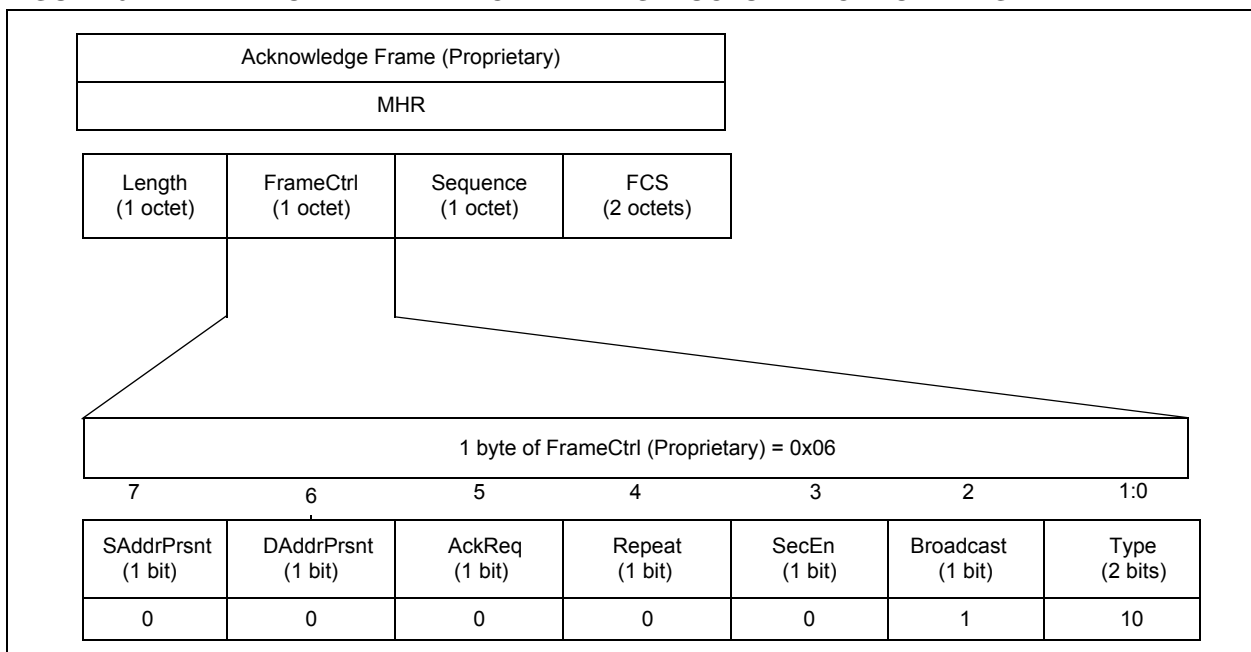 Acknowledge Frame (Proprietary)
MHR
Length FrameCtrl Sequence FCS
(1 octet) (1 octet) (1 octet) (2 octets)
1 byte of FrameCtrl (Proprietary) = 0x06
7 6 5 4 3 2 1:0
SAddrPrsnt DAddrPrsnt AckReq Repeat SecEn Broadcast Type
(1 bit) (1 bit) (1 bit) (1 bit) (1 bit) (1 bit) (2 bits)
0 0 0 0 0 1 10